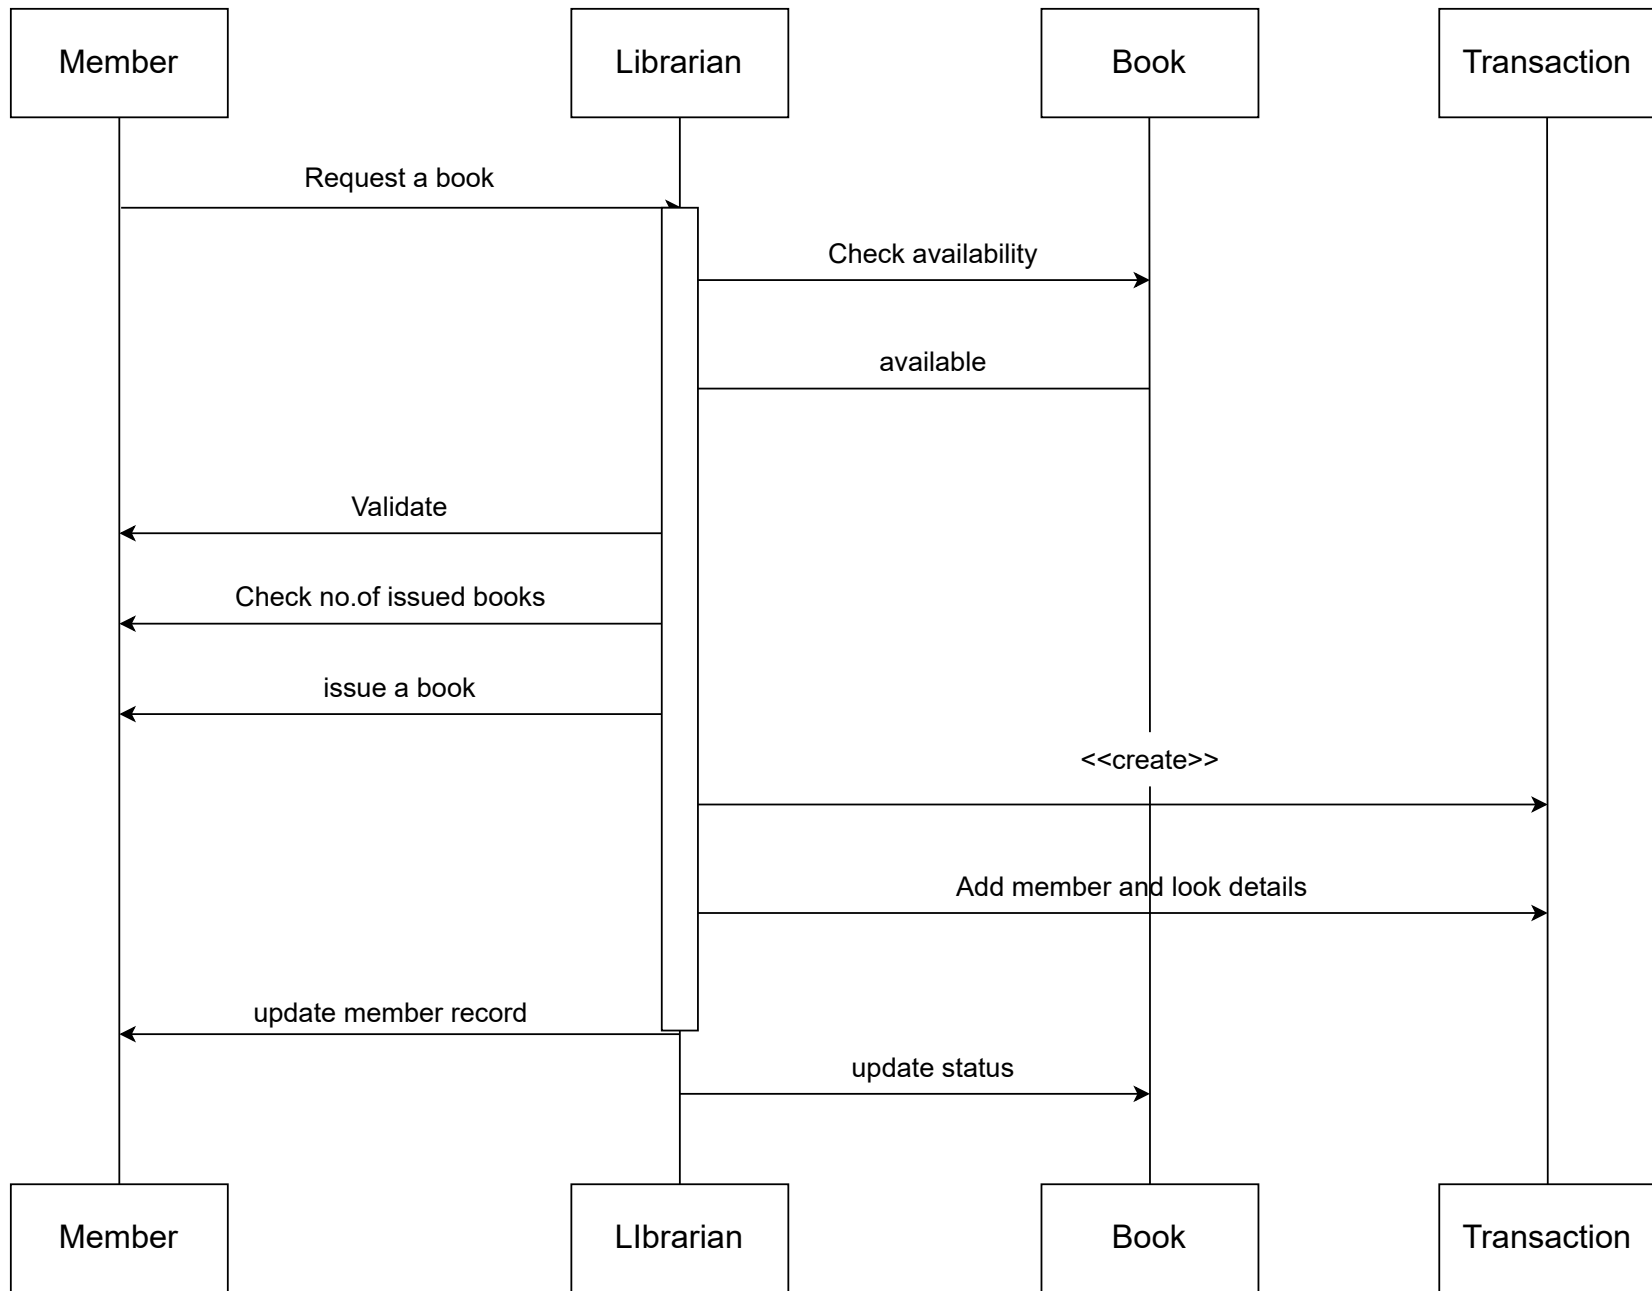 Member
Librarian
Book
Transaction
Request a book
Check availability
available
Validate
Check no.of issued books
issue a book
<<create>>
Add member and look details
update member record
update status
Member
LIbrarian
Book
Transaction